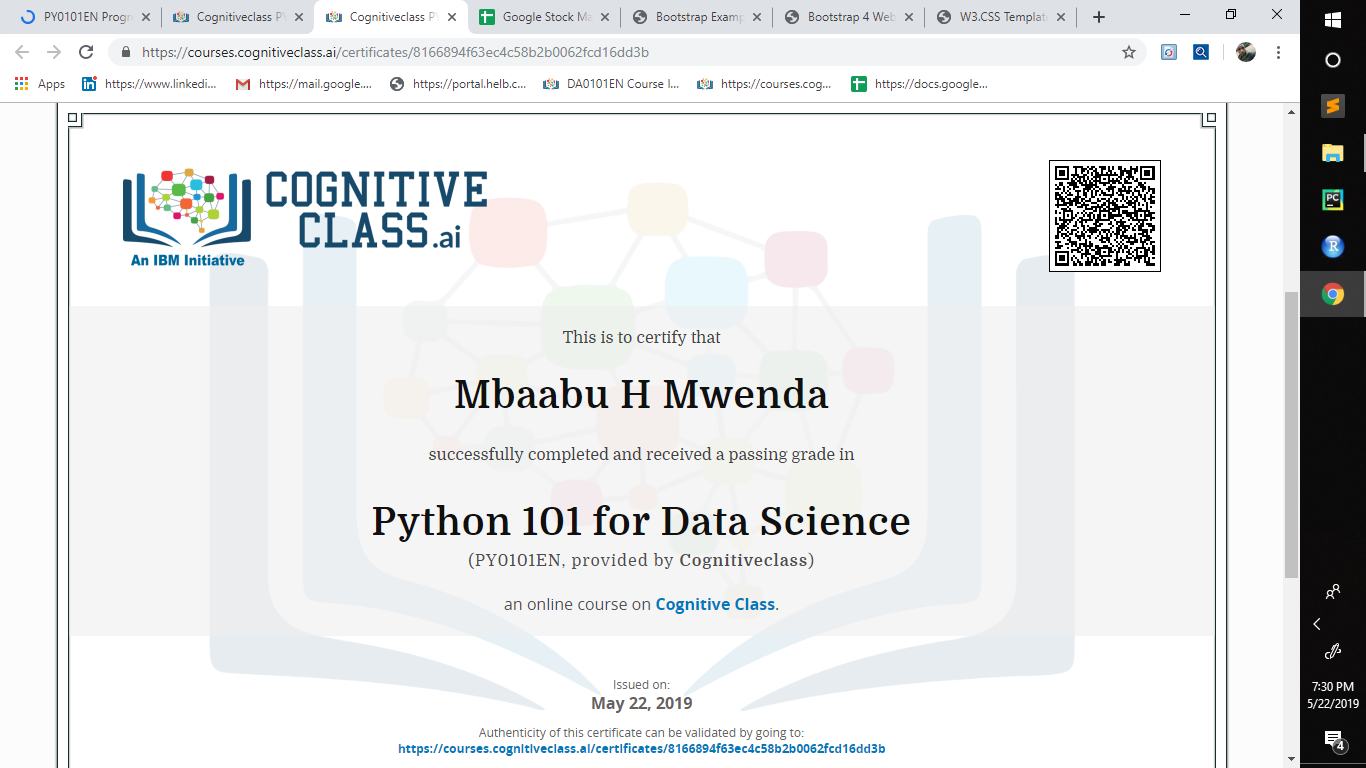 PY0101EN Progr
Cognitiveclass PY
Cognitiveclass PY
Google Stock Ma
Bootstrap Examp
Bootstrap 4 Web
W3.CSS Template
https://courses.cognitiveclass.ai/certificates/8166894f63ec4c58b2b0062fcd16dd3b
Apps
https://www.linkedi...
https://mail.google....
https://portal.helb.c...
DA0101EN Course I...
https://courses.cog...
https://docs.google...
COGNITIVE
CLASS.ai
An IBM Initiative
This is to certify that
Mbaabu H Mwenda
successfully completed and received a passing grade in
Python 101 for Data Science
(PY0101EN, provided by Cognitiveclass)
an online course on Cognitive Class.
Issued on:
May 22, 2019
Authenticity of this certificate can be validated by going to:
https://courses.cognitiveclass.ai/certificates/8166894f63ec4c58b2b0062fcd16dd3b
PC
R
7:30 PM
5/22/2019
4